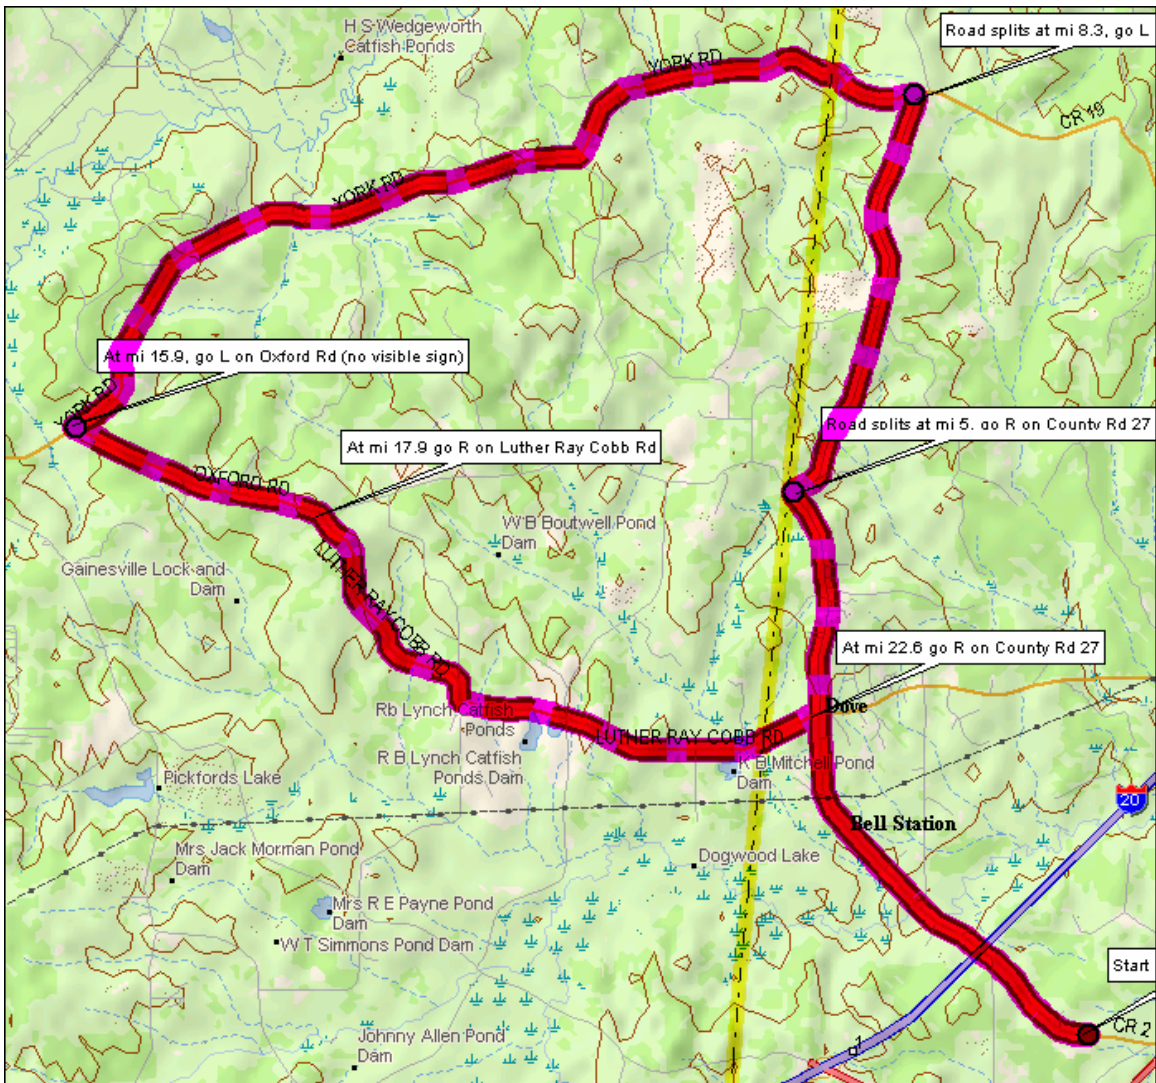 H S Wedgeworth
Catfish Ponds
Road splits at mi 8.3, go L
YORK RD
CR 19
YORK RD
At mi 15.9, go L on Oxford Rd (no visible sign)
YORK RD
Road splits at mi 5. go R on County Rd 27
At mi 17.9 go R on Luther Ray Cobb Rd
OXFORD RD
W B Boutwell Pond
Dam
LUTHER RAY COBB RD
Gainesville Lock and
Dam
At mi 22.6 go R on County Rd 27
Rb Lynch Catfish
Ponds
Dove
LUTHER RAY COBB RD
R B Lynch Catfish
Ponds Dam
K B Mitchell Pond
Dam
Pickfords Lake
20
Bell Station
Mrs Jack Morman Pond
Dam
Dogwood Lake
Mrs R E Payne Pond
Dam
W T Simmons Pond Dam
Start
CR 2
1
Johnny Allen Pond
Dam